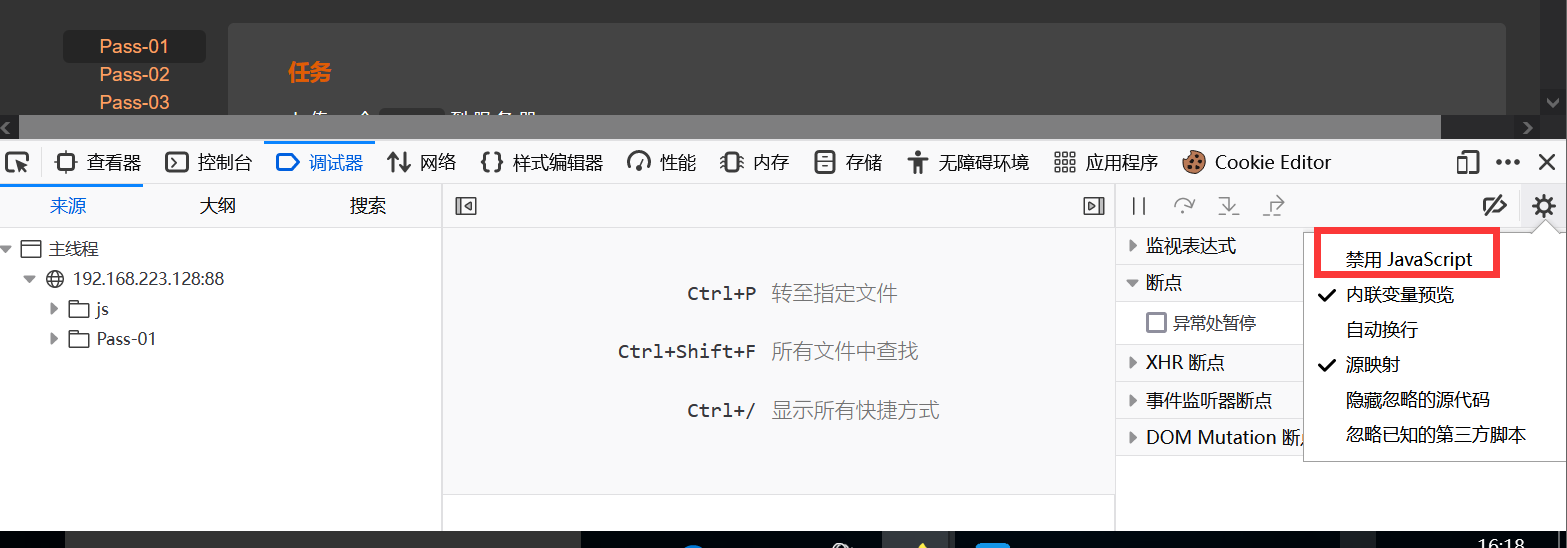 Pass-01
Pass-02
Pass-03
任务
查看器 控制台 调试器 网络 样式编辑器 性能 内存 存储 无障碍环境 应用程序 Cookie Editor
来源 大纲 搜索
主线程
192.168.223.128:88
js
Pass-01
Ctrl+P 转至指定文件
Ctrl+Shift+F 所有文件中查找
Ctrl+/ 显示所有快捷方式
监视表达式
断点
异常处暂停
XHR 断点
事件监听器断点
DOM Mutation 断
禁用 JavaScript
内联变量预览
自动换行
源映射
隐藏忽略的源代码
忽略已知的第三方脚本
16:18